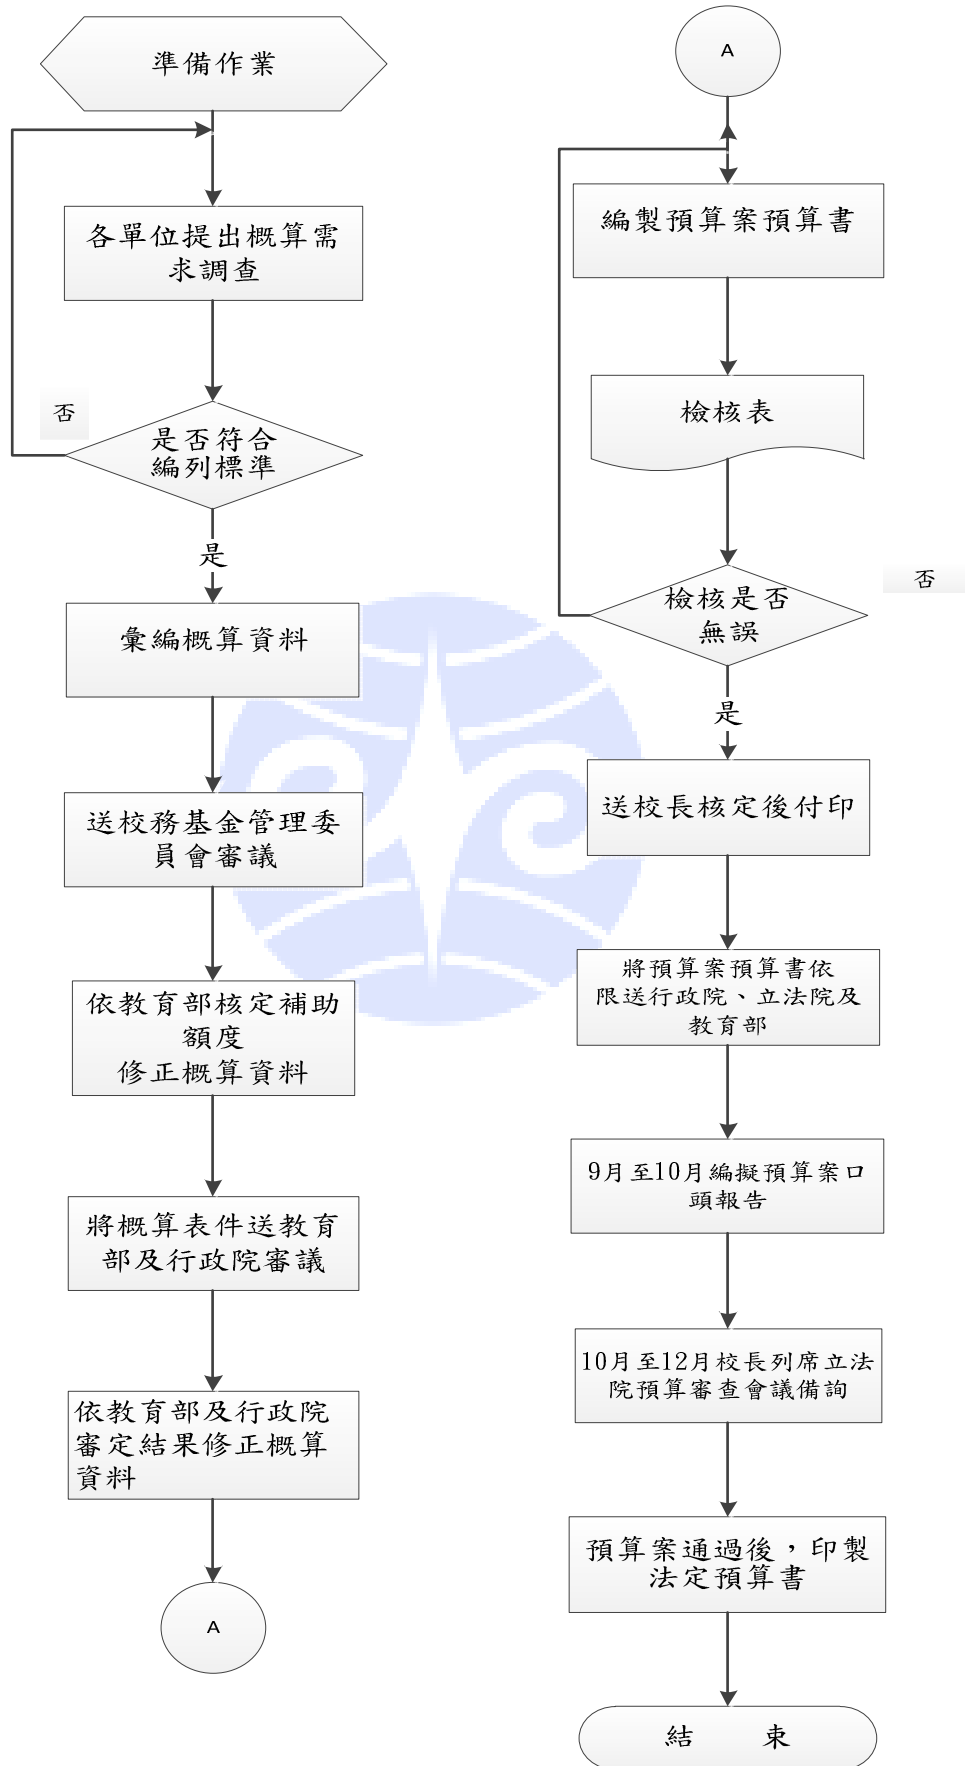 準備作業
各單位提出概算需
求調查
否
是否符合
編列標準
是
彙編概算資料
送校務基金管理委
員會審議
依教育部核定補助
額度
修正概算資料
將概算表件送教育
部及行政院審議
依教育部及行政院
審定結果修正概算
資料
A
A
編製預算案預算書
檢核表
檢核是否
無誤
否
是
送校長核定後付印
將預算案預算書依
限送行政院、立法院及
教育部
9月至10月編擬預算案口
頭報告
10月至12月校長列席立法
院預算審查會議備詢
預算案通過後，印製
法定預算書
結 束